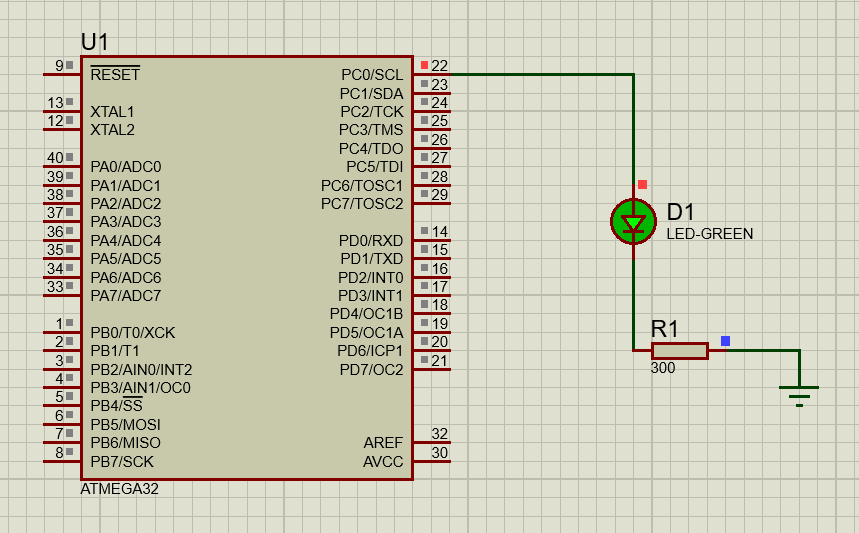 U1
9 RESET
13 XTAL1
12 XTAL2
40 PA0/ADC0
39 PA1/ADC1
38 PA2/ADC2
37 PA3/ADC3
36 PA4/ADC4
35 PA5/ADC5
34 PA6/ADC6
33 PA7/ADC7
1 PB0/T0/XCK
2 PB1/T1
3 PB2/AIN0/INT2
4 PB3/AIN1/OC0
5 PB4/SS
6 PB5/MOSI
7 PB6/MISO
8 PB7/SCK
PC0/SCL 22
PC1/SDA 23
PC2/TCK 24
PC3/TMS 25
PC4/TDO 26
PC5/TDI 27
PC6/TOSC1 28
PC7/TOSC2 29
PD0/RXD 14
PD1/TXD 15
PD2/INT0 16
PD3/INT1 17
PD4/OC1B 18
PD5/OC1A 19
PD6/ICP1 20
PD7/OC2 21
AREF 32
AVCC 30
ATMEGA32
D1
LED-GREEN
R1
300